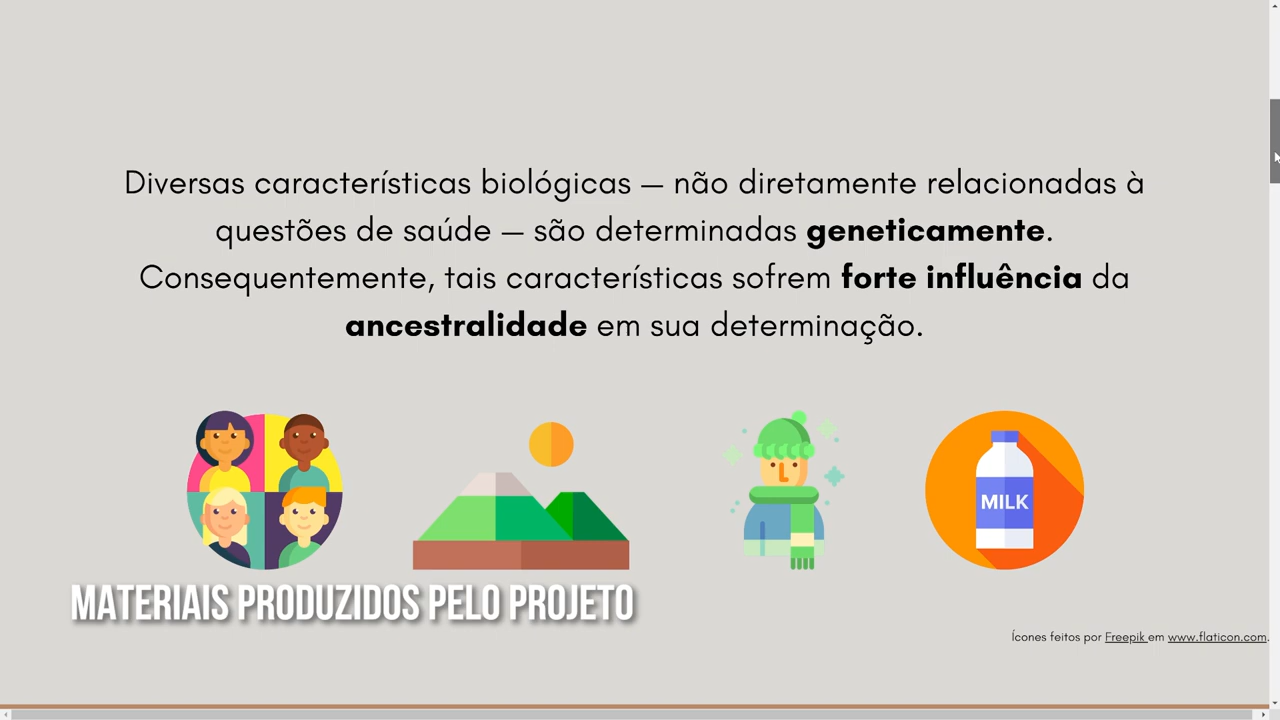 Diversas características biológicas — não diretamente relacionadas à
questões de saúde — são determinadas geneticamente.
Consequentemente, tais características sofrem forte influência da
ancestralidade em sua determinação.
MILK
MATERIAIS PRODUZIDOS PELO PROJETO
Ícones feitos por Freepik em www.flaticon.com.